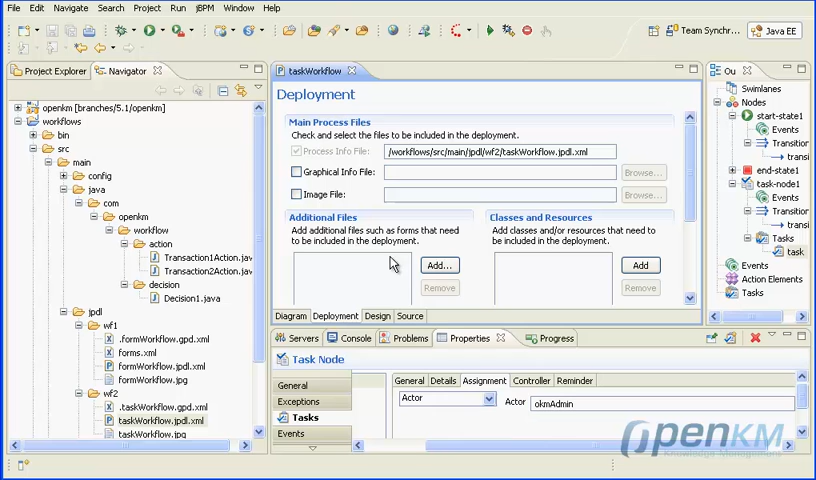 File Edit Navigate Search Project Run jBPM Window Help
Team Synchr... Java EE
Project Explorer Navigator
openkm [branches/5.1/openkm]
workflows
bin
src
main
config
java
com
openkm
workflow
action
Transaction1Action.jav
Transaction2Action.jav
decision
Decision1.java
jpdl
wf1
.formWorkflow.gpd.xml
forms.xml
formWorkflow.jpdl.xml
formWorkflow.jpg
wf2
.taskWorkflow.gpd.xml
taskWorkflow.jpdl.xml
taskWorkflow.jpg
taskWorkflow
Deployment
Main Process Files
Check and select the files to be included in the deployment.
Process Info File: /workflows/src/main/jpdl/wf2/taskWorkflow.jpdl.xml
Graphical Info File: Browse...
Image File: Browse...
Additional Files
Add additional files such as forms that need
to be included in the deployment.
Add...
Remove
Classes and Resources
Add classes and/or resources that need to
be included in the deployment.
Add
Remove
Diagram Deployment Design Source
Ou
Swimlanes
Nodes
start-state1
Events
Transition
transi
end-state1
task-node1
Events
Transition
transi
Tasks
task
Events
Action Elements
Tasks
Servers Console Problems Properties Progress
Task Node
General
Exceptions
Tasks
Events
General Details Assignment Controller Reminder
Actor Actor okmAdmin
OpenKM
Knowledge Management